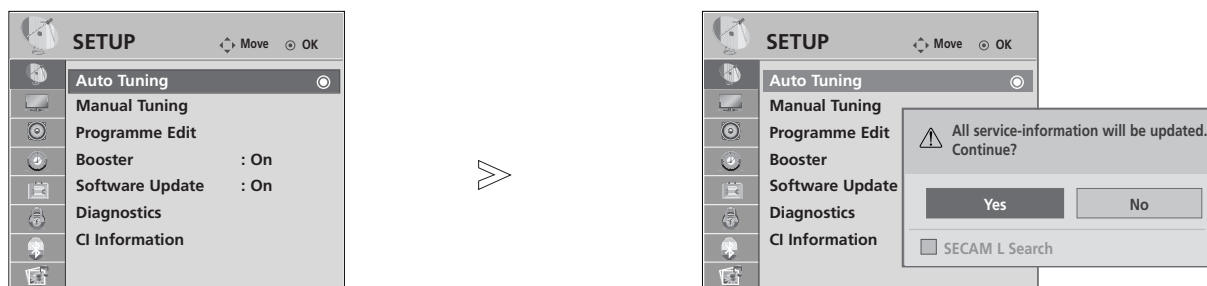 SETUP Move OK
Auto Tuning
Manual Tuning
Programme Edit
Booster : On
Software Update : On
Diagnostics
CI Information
SETUP Move OK
Auto Tuning
Manual Tuning
Programme Edit
Booster
Software Update
Diagnostics
CI Information
All service-information will be updated.
Continue?
Yes No
SECAM L Search